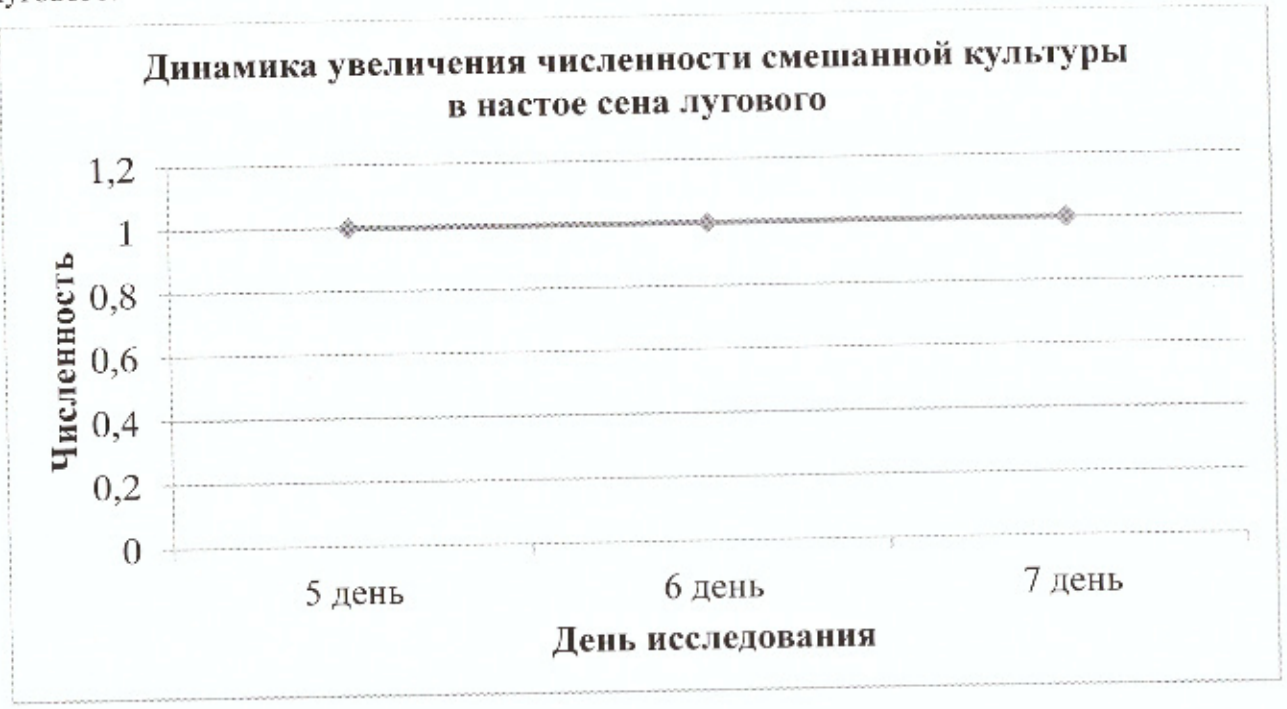 Динамика увеличения численности смешанной культуры
в настое сена лугового
1,2
1
0,8
0,6
0,4
0,2
0
Численность
5 день
6 день
7 день
День исследования